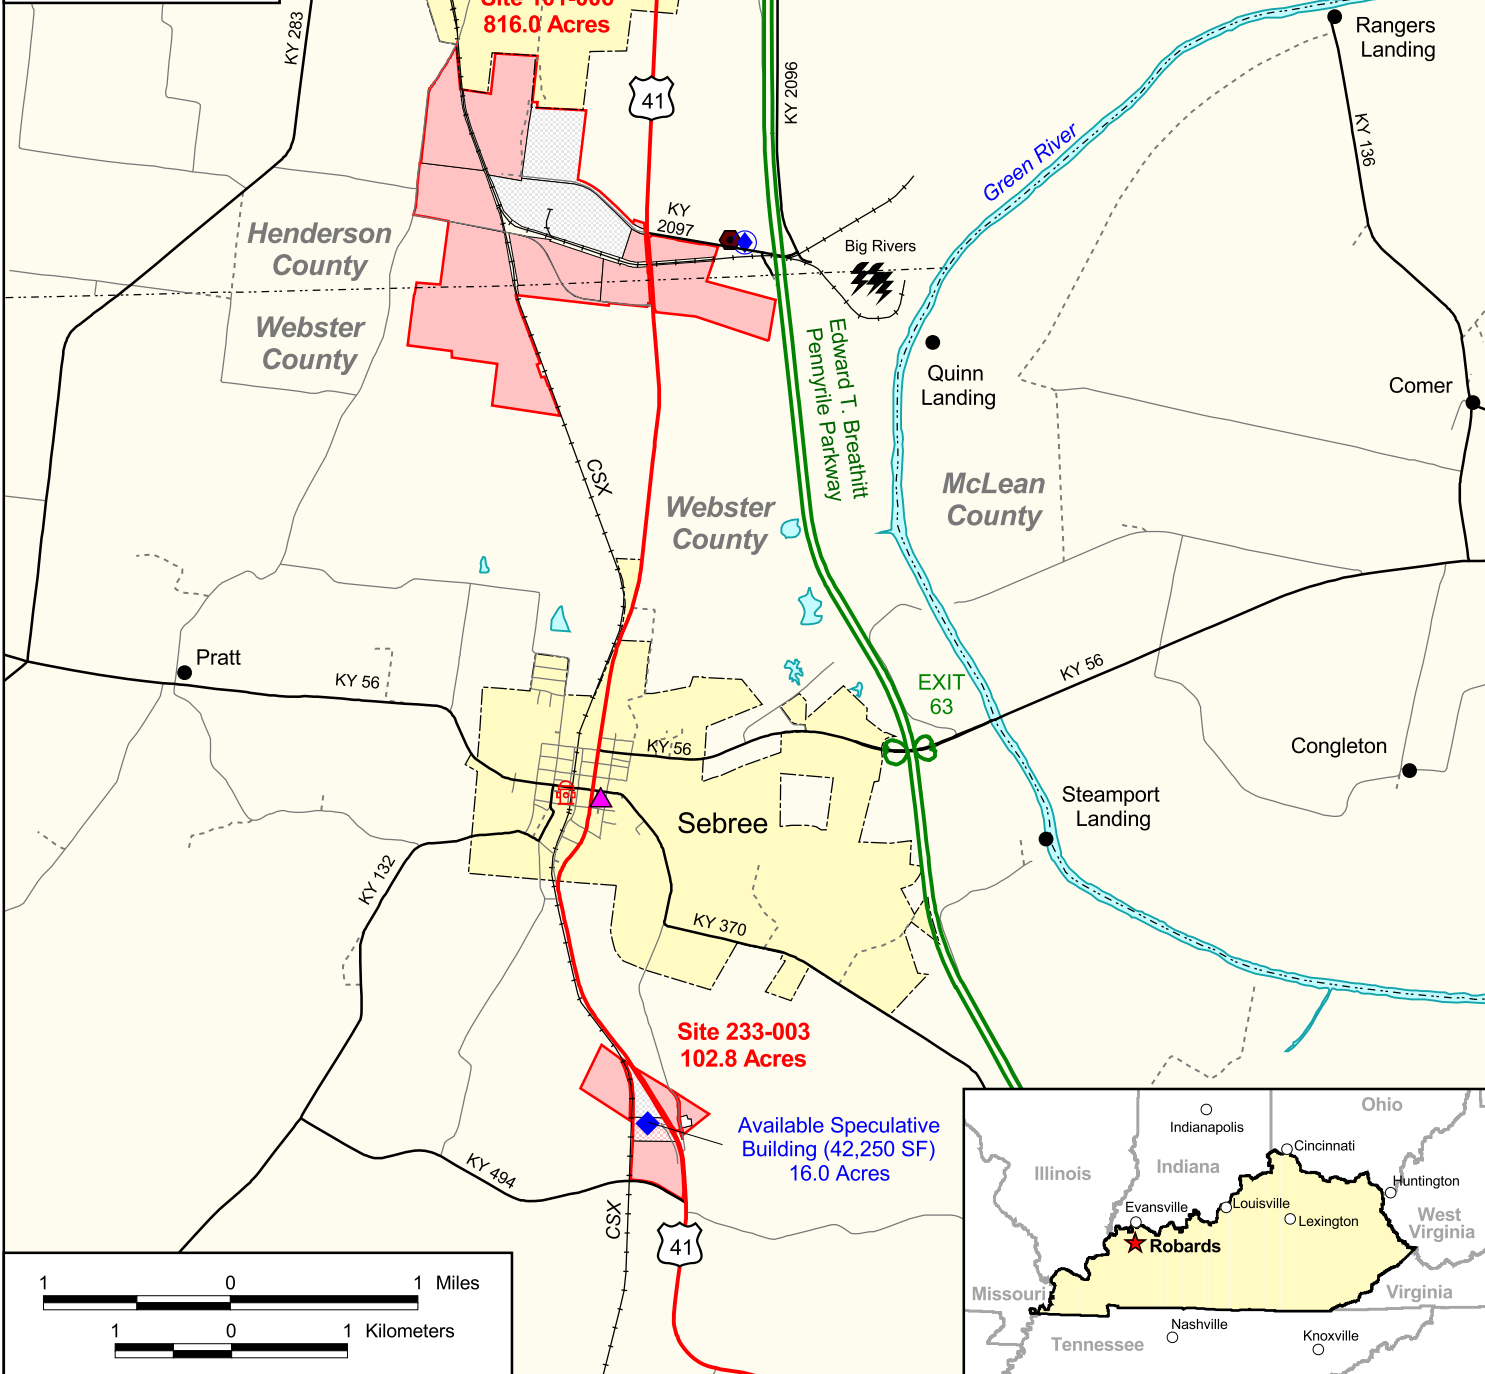 Site 101-006
816.0 Acres
KY 283
41
KY 2096
Rangers
Landing
KY 136
Green River
KY
2097
Big Rivers
Henderson
County
Webster
County
Edward T. Breathitt
Pennyrile Parkway
Quinn
Landing
Comer
CSX
Webster
County
McLean
County
Pratt
KY 56
KY 56
EXIT
63
KY 56
Congleton
Steamport
Landing
Sebree
KY 132
KY 370
Site 233-003
102.8 Acres
Available Speculative
Building (42,250 SF)
16.0 Acres
KY 494
CSX
41
1 0 1 Miles
1 0 1 Kilometers
Ohio
Indianapolis
Cincinnati
Illinois
Indiana
Huntington
Evansville
Louisville
Lexington
West
Virginia
Robards
Missouri
Virginia
Tennessee
Nashville
Knoxville